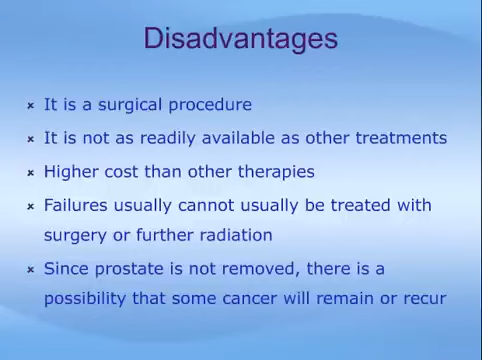 Disadvantages
× It is a surgical procedure
× It is not as readily available as other treatments
× Higher cost than other therapies
× Failures usually cannot usually be treated with
surgery or further radiation
× Since prostate is not removed, there is a
possibility that some cancer will remain or recur